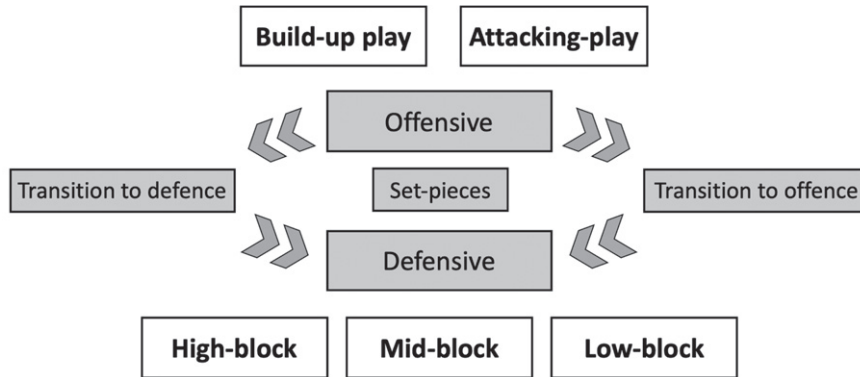 Build-up play
Attacking-play
Offensive
Transition to defence
Set-pieces
Transition to offence
Defensive
High-block
Mid-block
Low-block